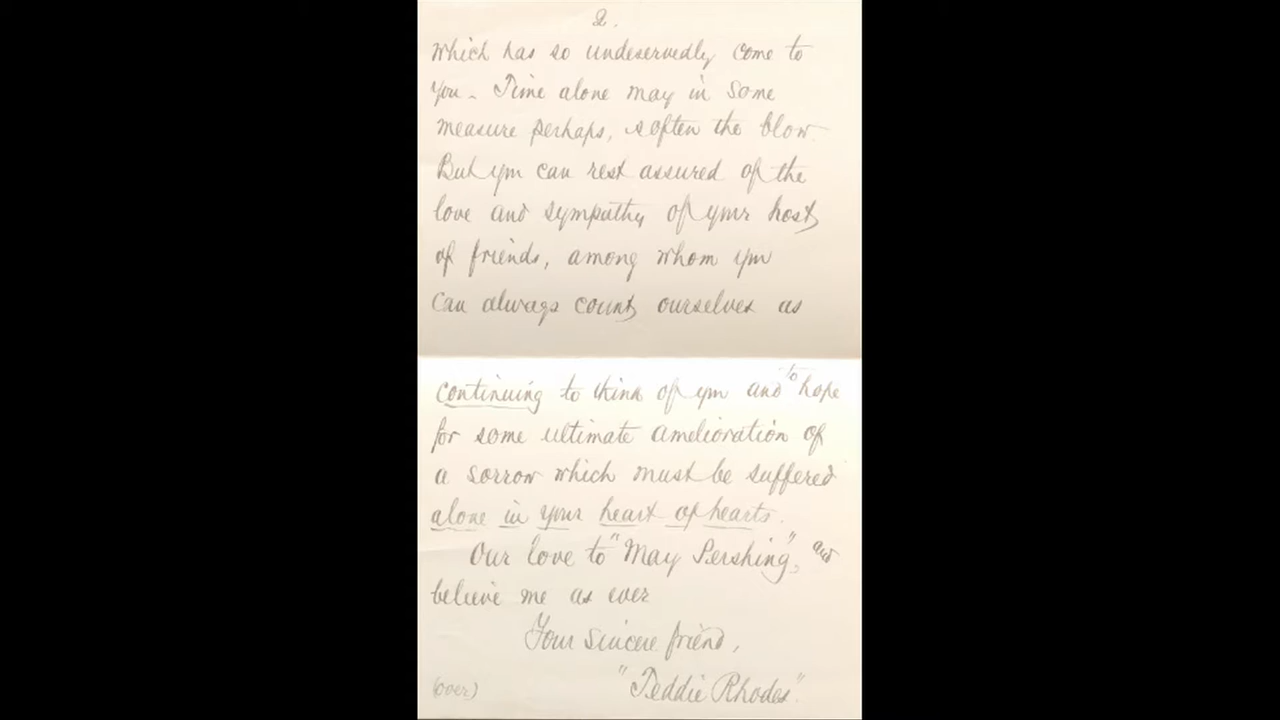 2.
which has so undeservedly come to
you. Time alone may in some
measure perhaps, soften the blow.
But you can rest assured of the
love and sympathy of your host
of friends, among whom you
can always count ourselves as
continuing to think of you and to hope
for some ultimate amelioration of
a sorrow which must be suffered
alone in your heart of hearts.
Our love to "May Pershing", and
believe me as ever
Your sincere friend,
"Teddie Rhodes".
(over)